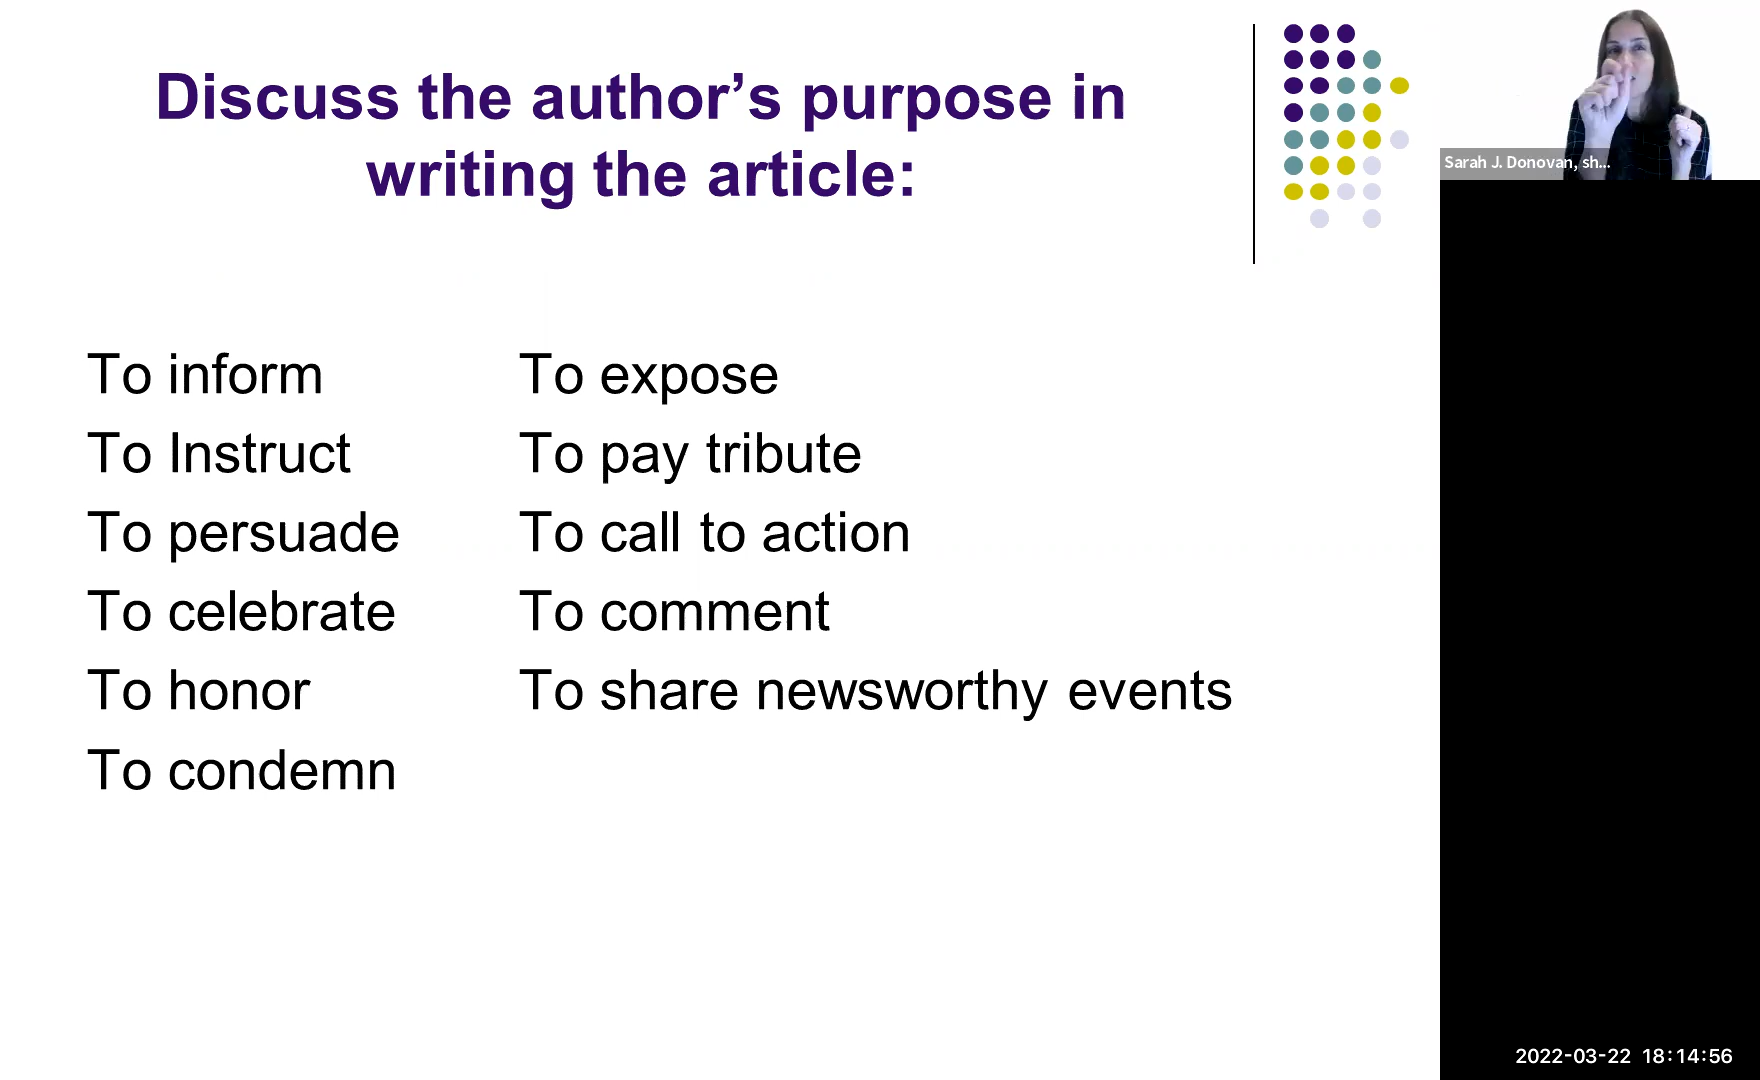 Discuss the author’s purpose in
writing the article:
To inform
To Instruct
To persuade
To celebrate
To honor
To condemn
To expose
To pay tribute
To call to action
To comment
To share newsworthy events
Sarah J. Donovan, sh...
2022-03-22 18:14:56